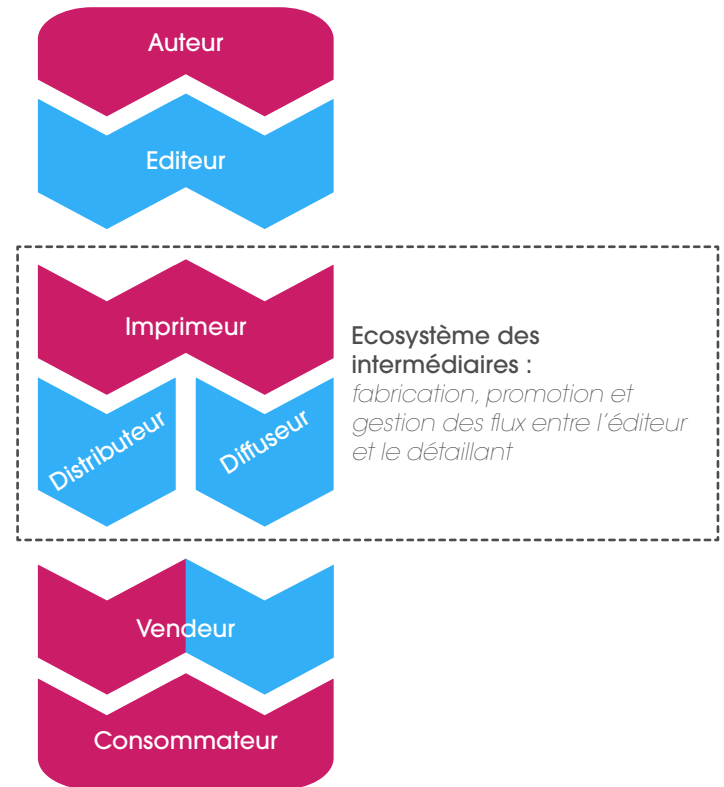 Auteur
Editeur
Imprimeur
Distributeur
Diffuseur
Ecosystème des
intermédiaires :
fabrication, promotion et
gestion des flux entre l'éditeur
et le détaillant
Vendeur
Consommateur